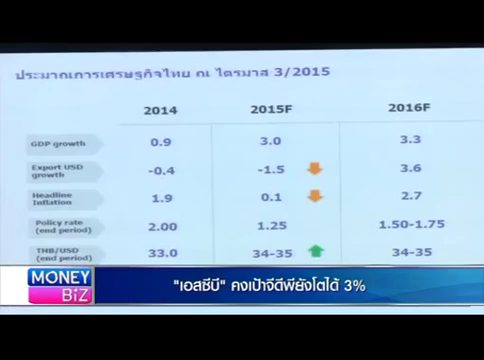 ประมาณการเศรษฐกิจไทย ณ ไตรมาส 3/2015
2014 2015F 2016F
GDP growth 0.9 3.0 3.3
Export USD growth -0.4 -1.5 3.6
Headline Inflation 1.9 0.1 2.7
Policy rate (end period) 2.00 1.25 1.50-1.75
THB/USD (end period) 33.0 34-35 34-35
MONEY BIZ
"เอสซีบี" คงเป้าจีดีพียังโตได้ 3%